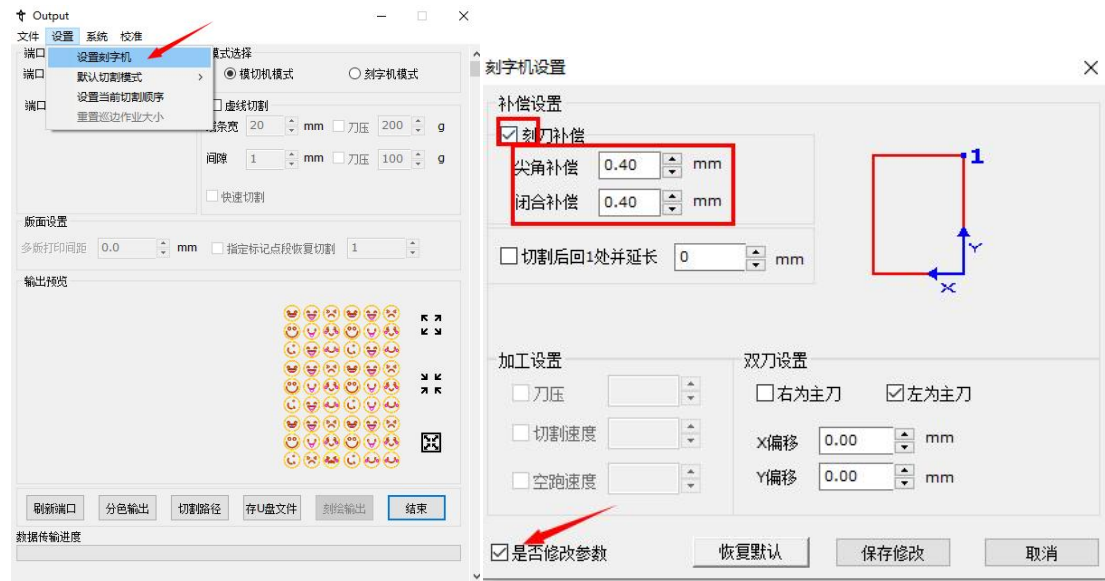 Output
文件 设置 系统 校准
端口
设置刻字机
默认切割模式
设置当前切割顺序
重置巡边作业大小
端口
端口
模式选择
模切机模式 刻字机模式
虚线切割
20 mm 刀压 200 g
间隙 1 mm 刀压 100 g
快速切割
版面设置
多版打印间距 0.0 mm 指定标记点段恢复切割 1
输出预览
刷新端口 分色输出 切割路径 存U盘文件 刻绘输出 结束
数据传输进度
刻字机设置
补偿设置
刻刀补偿
尖角补偿 0.40 mm
闭合补偿 0.40 mm
切割后回1处并延长 0 mm
1
Y
X
加工设置
刀压
切割速度
空跑速度
双刀设置
右为主刀 左为主刀
X偏移 0.00 mm
Y偏移 0.00 mm
是否修改参数 恢复默认 保存修改 取消